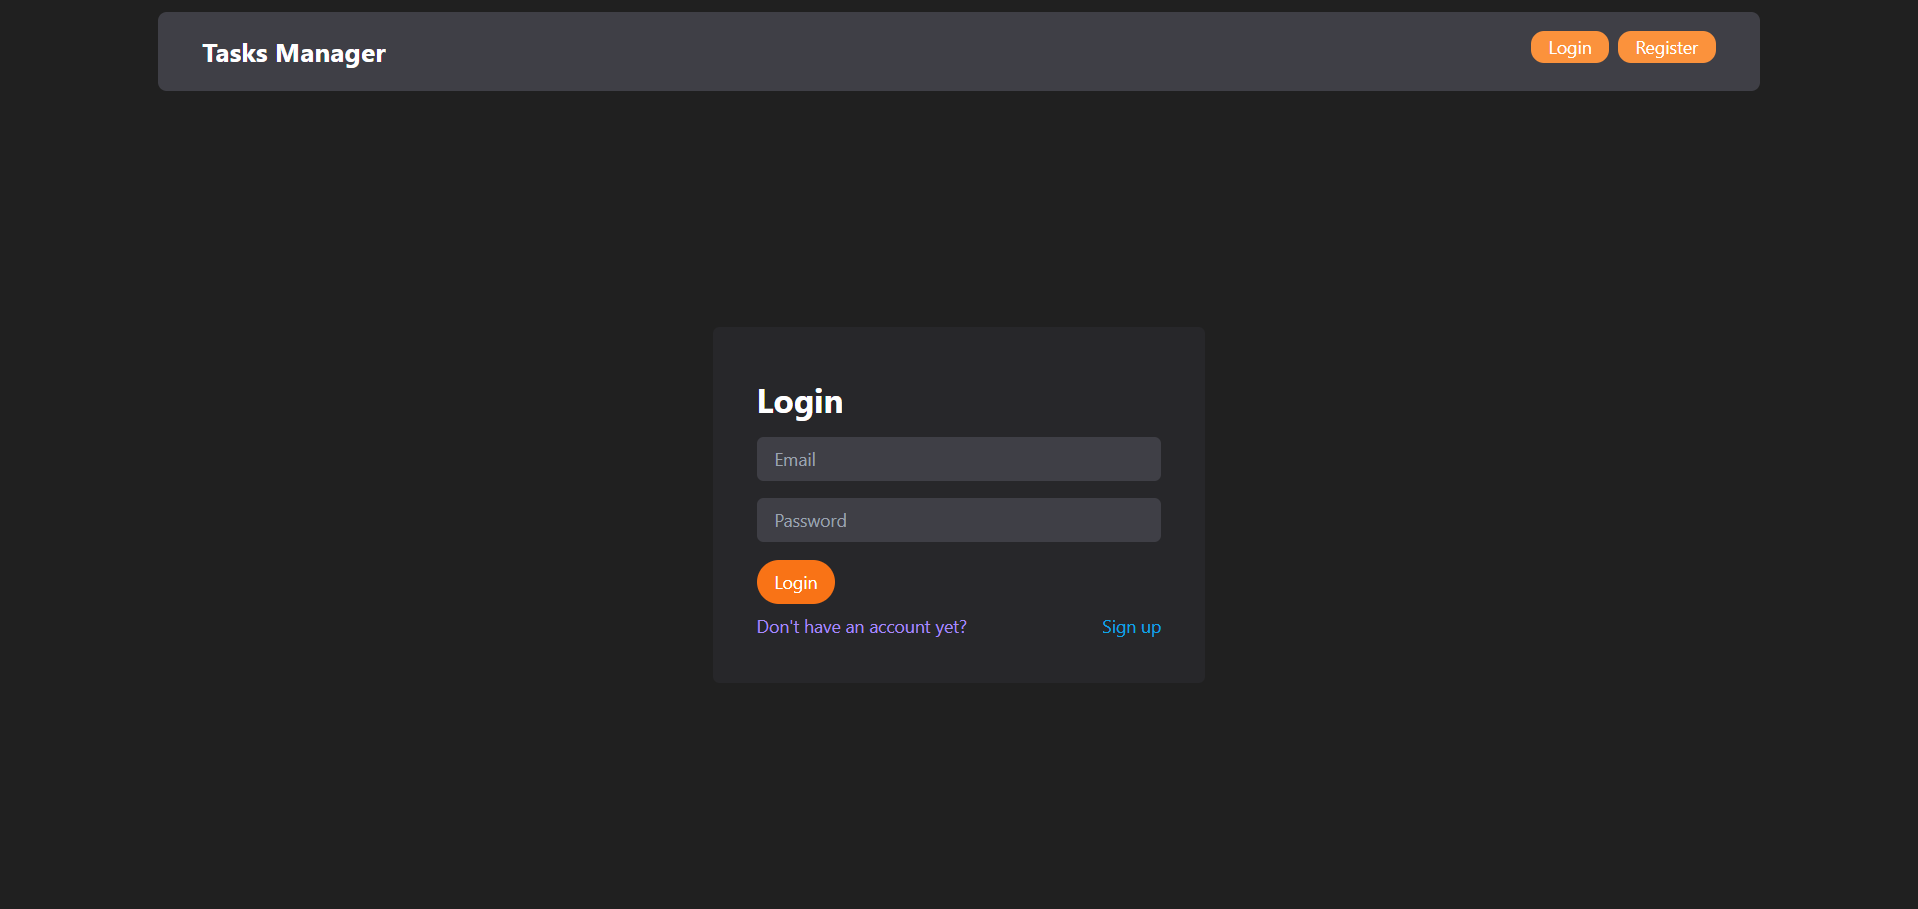 Tasks Manager
Login Register
Login
Email
Password
Login
Don't have an account yet? Sign up